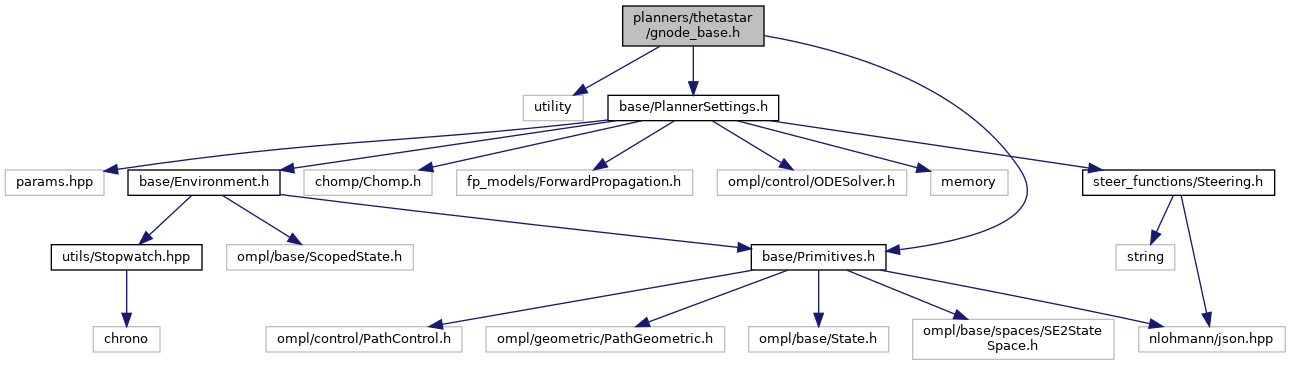 planners/thetastar
/gnode_base.h
utility
base/PlannerSettings.h
params.hpp
base/Environment.h
chomp/Chomp.h
fp_models/ForwardPropagation.h
ompl/control/ODESolver.h
memory
steer_functions/Steering.h
utils/Stopwatch.hpp
ompl/base/ScopedState.h
base/Primitives.h
string
chrono
ompl/control/PathControl.h
ompl/geometric/PathGeometric.h
ompl/base/State.h
ompl/base/spaces/SE2State
Space.h
nlohmann/json.hpp